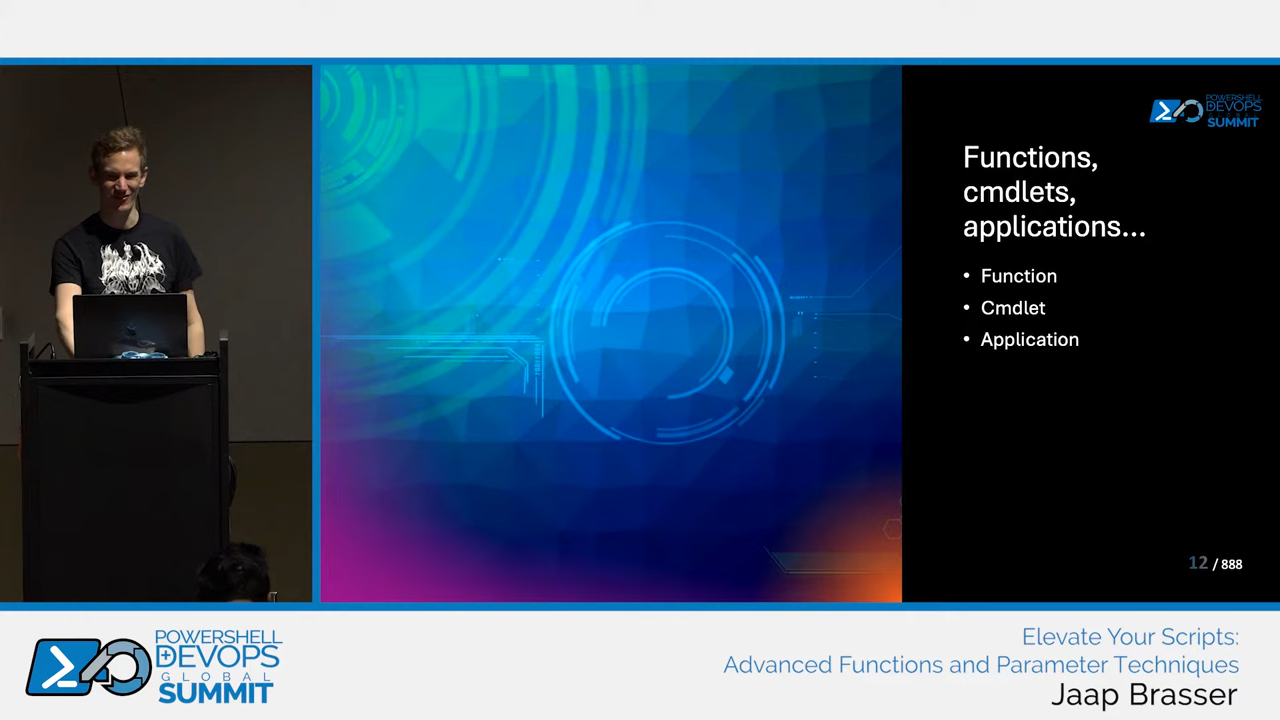 POWERSHELL
DEVOPS
GLOBAL
SUMMIT
Functions,
cmdlets,
applications...
• Function
• Cmdlet
• Application
12 / 888
POWERSHELL
DEVOPS
GLOBAL
SUMMIT
Elevate Your Scripts:
Advanced Functions and Parameter Techniques
Jaap Brasser